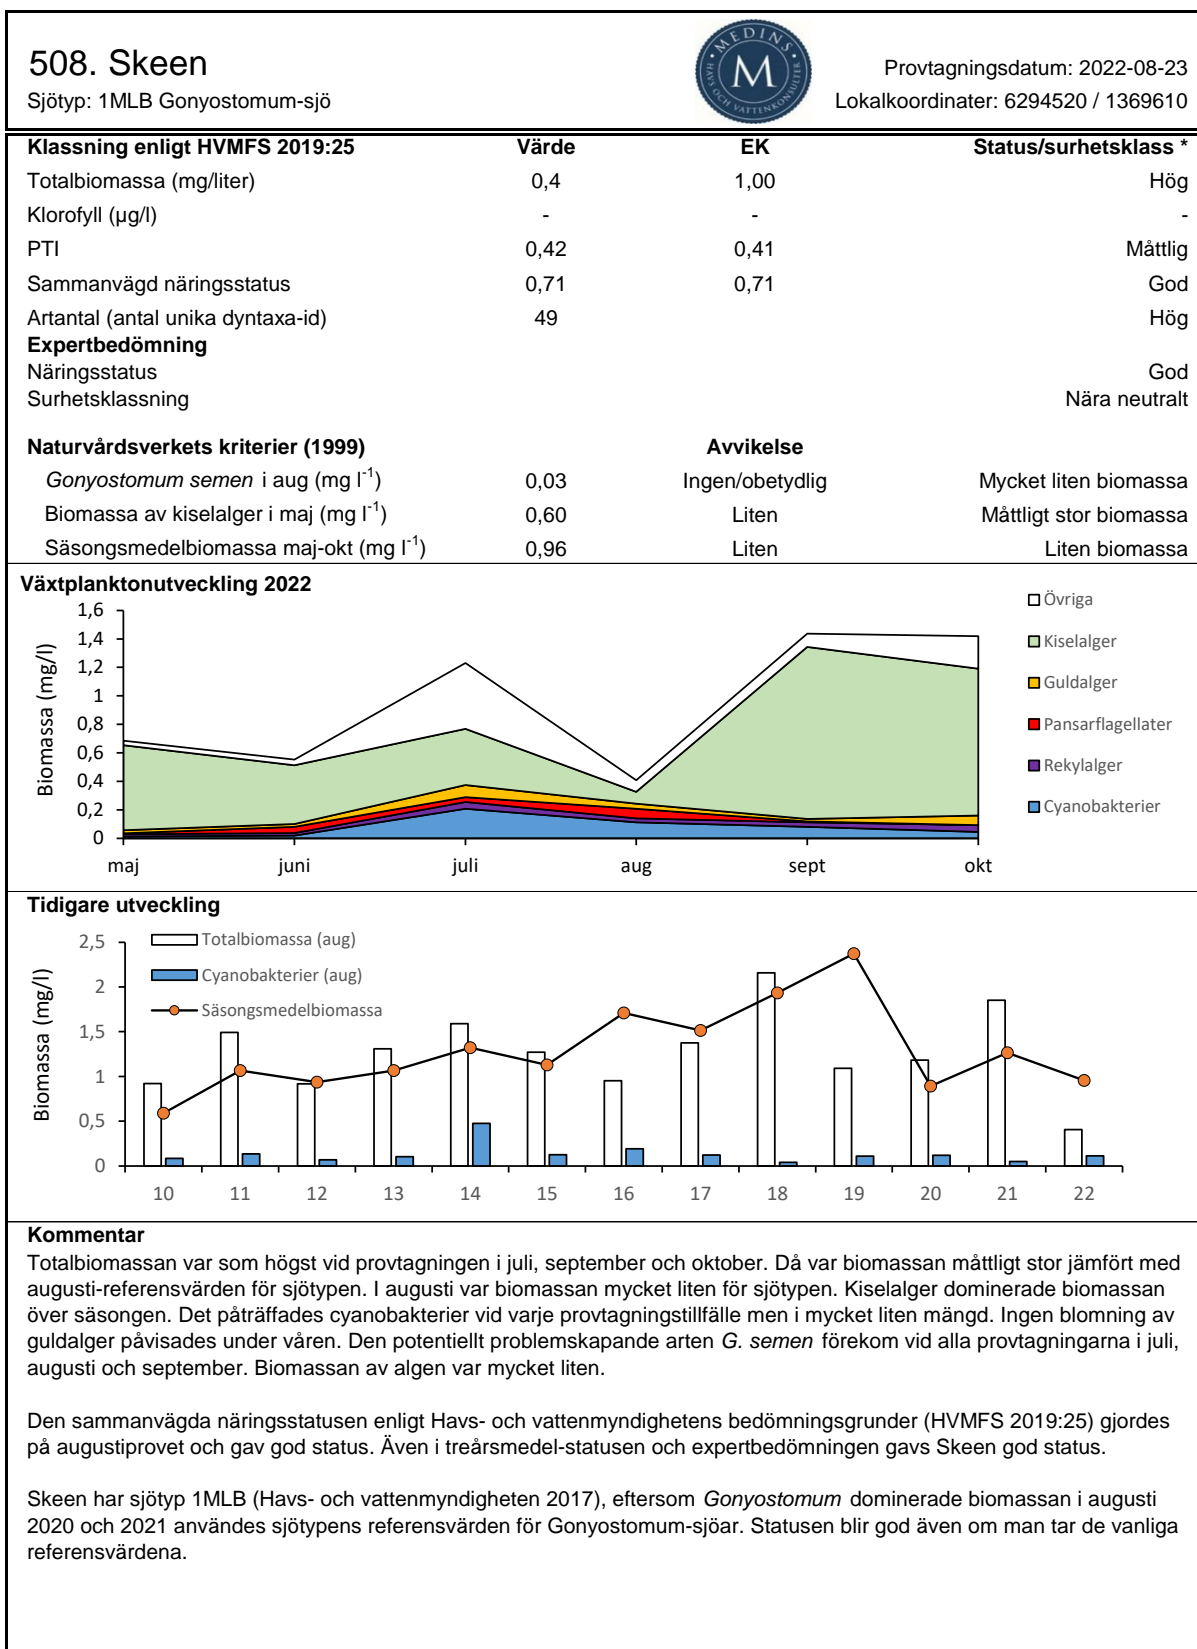 508. Skeen
Sjötyp: 1MLB Gonyostomum-sjö
MEDINS
M
HAVS OCH VATTENKONSULTER
Provtagningsdatum: 2022-08-23
Lokalkoordinater: 6294520 / 1369610
Klassning enligt HVMFS 2019:25 Värde EK Status/surhetsklass *
Totalbiomassa (mg/liter) 0,4 1,00 Hög
Klorofyll (µg/l) - - -
PTI 0,42 0,41 Måttlig
Sammanvägd näringsstatus 0,71 0,71 God
Artantal (antal unika dyntaxa-id) 49 Hög
Expertbedömning
Näringsstatus God
Surhetsklassning Nära neutralt
Naturvårdsverkets kriterier (1999) Avvikelse
Gonyostomum semen i aug (mg l-1) 0,03 Ingen/obetydlig Mycket liten biomassa
Biomassa av kiselalger i maj (mg l-1) 0,60 Liten Måttligt stor biomassa
Säsongsmedelbiomassa maj-okt (mg l-1) 0,96 Liten Liten biomassa
Växtplanktonutveckling 2022
Biomassa (mg/l)
1,6
1,4
1,2
1
0,8
0,6
0,4
0,2
0
maj juni juli aug sept okt
Övriga
Kiselalger
Guldalger
Pansarflagellater
Rekylalger
Cyanobakterier
Tidigare utveckling
Biomassa (mg/l)
2,5
2
1,5
1
0,5
0
Totalbiomassa (aug)
Cyanobakterier (aug)
Säsongsmedelbiomassa
10 11 12 13 14 15 16 17 18 19 20 21 22
Kommentar
Totalbiomassan var som högst vid provtagningen i juli, september och oktober. Då var biomassan måttligt stor jämfört med
augusti-referensvärden för sjötypen. I augusti var biomassan mycket liten för sjötypen. Kiselalger dominerade biomassan
över säsongen. Det påträffades cyanobakterier vid varje provtagningstillfälle men i mycket liten mängd. Ingen blomning av
guldalger påvisades under våren. Den potentiellt problemskapande arten G. semen förekom vid alla provtagningarna i juli,
augusti och september. Biomassan av algen var mycket liten.
Den sammanvägda näringsstatusen enligt Havs- och vattenmyndighetens bedömningsgrunder (HVMFS 2019:25) gjordes
på augustiprovet och gav god status. Även i treårsmedel-statusen och expertbedömningen gavs Skeen god status.
Skeen har sjötyp 1MLB (Havs- och vattenmyndigheten 2017), eftersom Gonyostomum dominerade biomassan i augusti
2020 och 2021 användes sjötypens referensvärden för Gonyostomum-sjöar. Statusen blir god även om man tar de vanliga
referensvärdena.